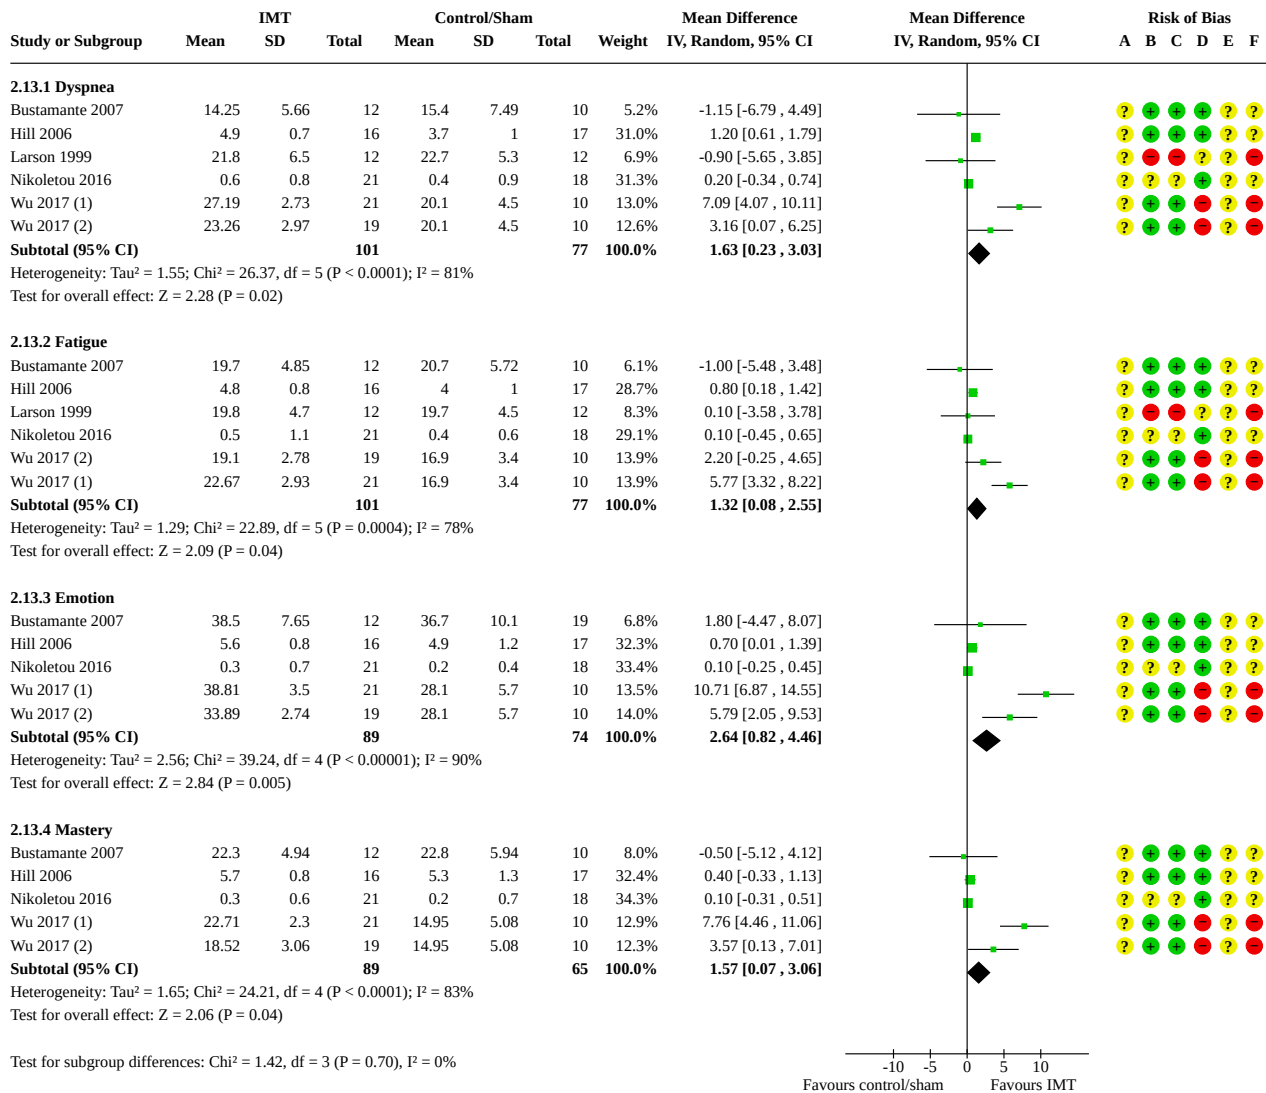 IMT Control/Sham Mean Difference Mean Difference Risk of Bias
Study or Subgroup Mean SD Total Mean SD Total Weight IV, Random, 95% CI IV, Random, 95% CI A B C D E F
2.13.1 Dyspnea
Bustamante 2007 14.25 5.66 12 15.4 7.49 10 5.2% -1.15 [-6.79 , 4.49] ? + + + ? ?
Hill 2006 4.9 0.7 16 3.7 1 17 31.0% 1.20 [0.61 , 1.79] ? + + + ? ?
Larson 1999 21.8 6.5 12 22.7 5.3 12 6.9% -0.90 [-5.65 , 3.85] ? − − ? ? −
Nikoletou 2016 0.6 0.8 21 0.4 0.9 18 31.3% 0.20 [-0.34 , 0.74] ? ? ? + ? ?
Wu 2017 (1) 27.19 2.73 21 20.1 4.5 10 13.0% 7.09 [4.07 , 10.11] ? + + − ? −
Wu 2017 (2) 23.26 2.97 19 20.1 4.5 10 12.6% 3.16 [0.07 , 6.25] ? + + − ? −
Subtotal (95% CI) 101 77 100.0% 1.63 [0.23 , 3.03]
Heterogeneity: Tau² = 1.55; Chi² = 26.37, df = 5 (P < 0.0001); I² = 81%
Test for overall effect: Z = 2.28 (P = 0.02)
2.13.2 Fatigue
Bustamante 2007 19.7 4.85 12 20.7 5.72 10 6.1% -1.00 [-5.48 , 3.48] ? + + + ? ?
Hill 2006 4.8 0.8 16 4 1 17 28.7% 0.80 [0.18 , 1.42] ? + + + ? ?
Larson 1999 19.8 4.7 12 19.7 4.5 12 8.3% 0.10 [-3.58 , 3.78] ? − − ? ? −
Nikoletou 2016 0.5 1.1 21 0.4 0.6 18 29.1% 0.10 [-0.45 , 0.65] ? ? ? + ? ?
Wu 2017 (2) 19.1 2.78 19 16.9 3.4 10 13.9% 2.20 [-0.25 , 4.65] ? + + − ? −
Wu 2017 (1) 22.67 2.93 21 16.9 3.4 10 13.9% 5.77 [3.32 , 8.22] ? + + − ? −
Subtotal (95% CI) 101 77 100.0% 1.32 [0.08 , 2.55]
Heterogeneity: Tau² = 1.29; Chi² = 22.89, df = 5 (P = 0.0004); I² = 78%
Test for overall effect: Z = 2.09 (P = 0.04)
2.13.3 Emotion
Bustamante 2007 38.5 7.65 12 36.7 10.1 19 6.8% 1.80 [-4.47 , 8.07] ? + + + ? ?
Hill 2006 5.6 0.8 16 4.9 1.2 17 32.3% 0.70 [0.01 , 1.39] ? + + + ? ?
Nikoletou 2016 0.3 0.7 21 0.2 0.4 18 33.4% 0.10 [-0.25 , 0.45] ? ? ? + ? ?
Wu 2017 (1) 38.81 3.5 21 28.1 5.7 10 13.5% 10.71 [6.87 , 14.55] ? + + − ? −
Wu 2017 (2) 33.89 2.74 19 28.1 5.7 10 14.0% 5.79 [2.05 , 9.53] ? + + − ? −
Subtotal (95% CI) 89 74 100.0% 2.64 [0.82 , 4.46]
Heterogeneity: Tau² = 2.56; Chi² = 39.24, df = 4 (P < 0.00001); I² = 90%
Test for overall effect: Z = 2.84 (P = 0.005)
2.13.4 Mastery
Bustamante 2007 22.3 4.94 12 22.8 5.94 10 8.0% -0.50 [-5.12 , 4.12] ? + + + ? ?
Hill 2006 5.7 0.8 16 5.3 1.3 17 32.4% 0.40 [-0.33 , 1.13] ? + + + ? ?
Nikoletou 2016 0.3 0.6 21 0.2 0.7 18 34.3% 0.10 [-0.31 , 0.51] ? ? ? + ? ?
Wu 2017 (1) 22.71 2.3 21 14.95 5.08 10 12.9% 7.76 [4.46 , 11.06] ? + + − ? −
Wu 2017 (2) 18.52 3.06 19 14.95 5.08 10 12.3% 3.57 [0.13 , 7.01] ? + + − ? −
Subtotal (95% CI) 89 65 100.0% 1.57 [0.07 , 3.06]
Heterogeneity: Tau² = 1.65; Chi² = 24.21, df = 4 (P < 0.0001); I² = 83%
Test for overall effect: Z = 2.06 (P = 0.04)
Test for subgroup differences: Chi² = 1.42, df = 3 (P = 0.70), I² = 0%
-10 -5 0 5 10
Favours control/sham Favours IMT